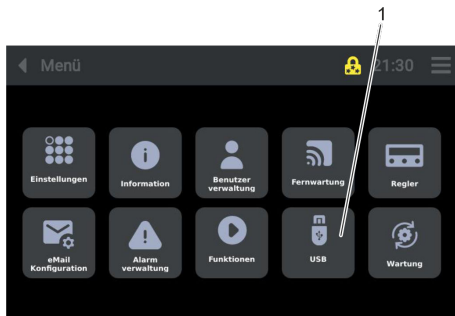 1
Menü
21:30
Einstellungen
Information
Benutzer
verwaltung
Fernwartung
Regler
eMail
Konfiguration
Alarm
verwaltung
Funktionen
USB
Wartung